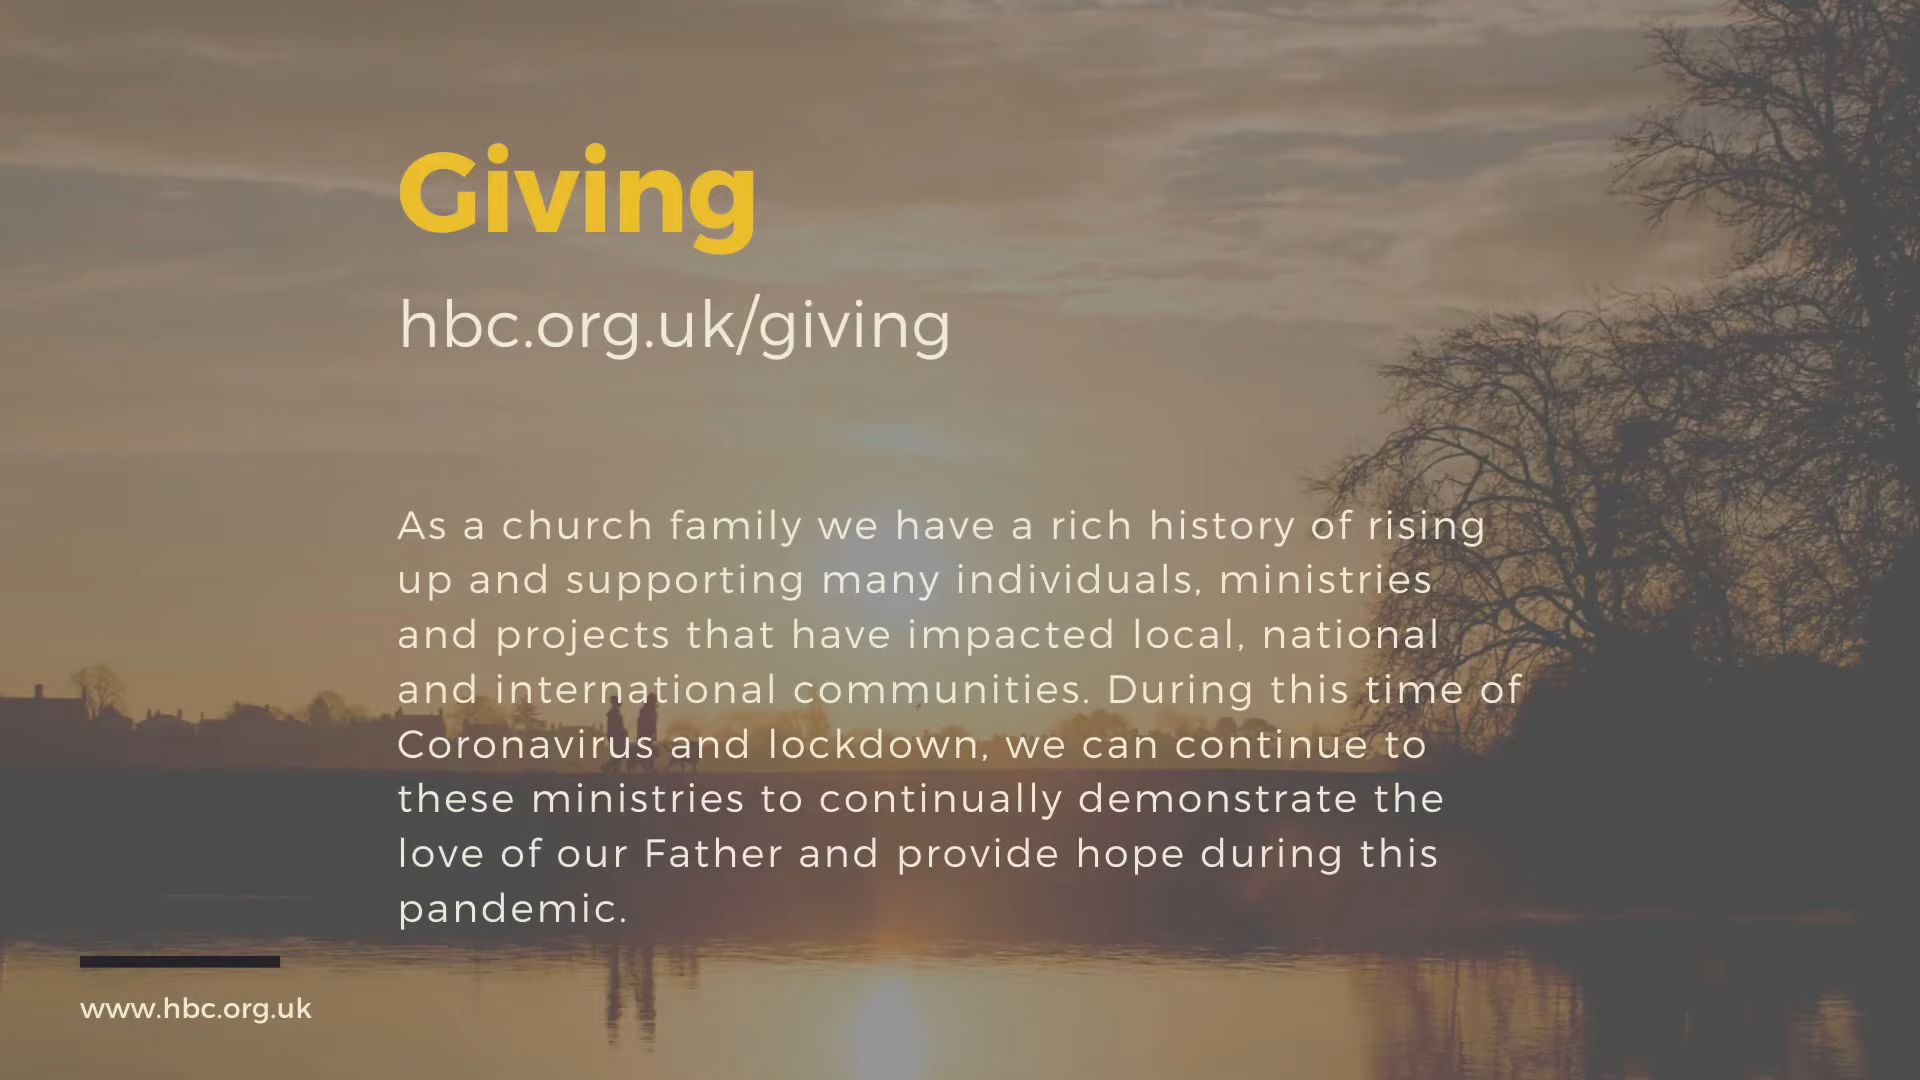 Giving
hbc.org.uk/giving
As a church family we have a rich history of rising
up and supporting many individuals, ministries
and projects that have impacted local, national
and international communities. During this time of
Coronavirus and lockdown, we can continue to
these ministries to continually demonstrate the
love of our Father and provide hope during this
pandemic.
www.hbc.org.uk